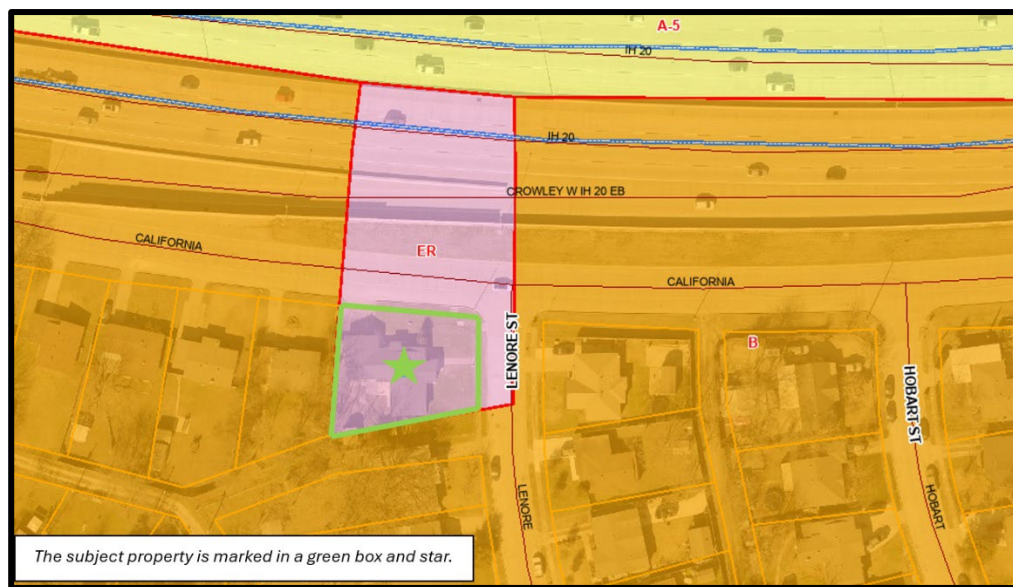 A-5
IH 20
IH 20
CROWLEY W IH 20 EB
CALIFORNIA
ER
CALIFORNIA
LENORE ST
B
HOBART ST
LENORE
HOBART
The subject property is marked in a green box and star.